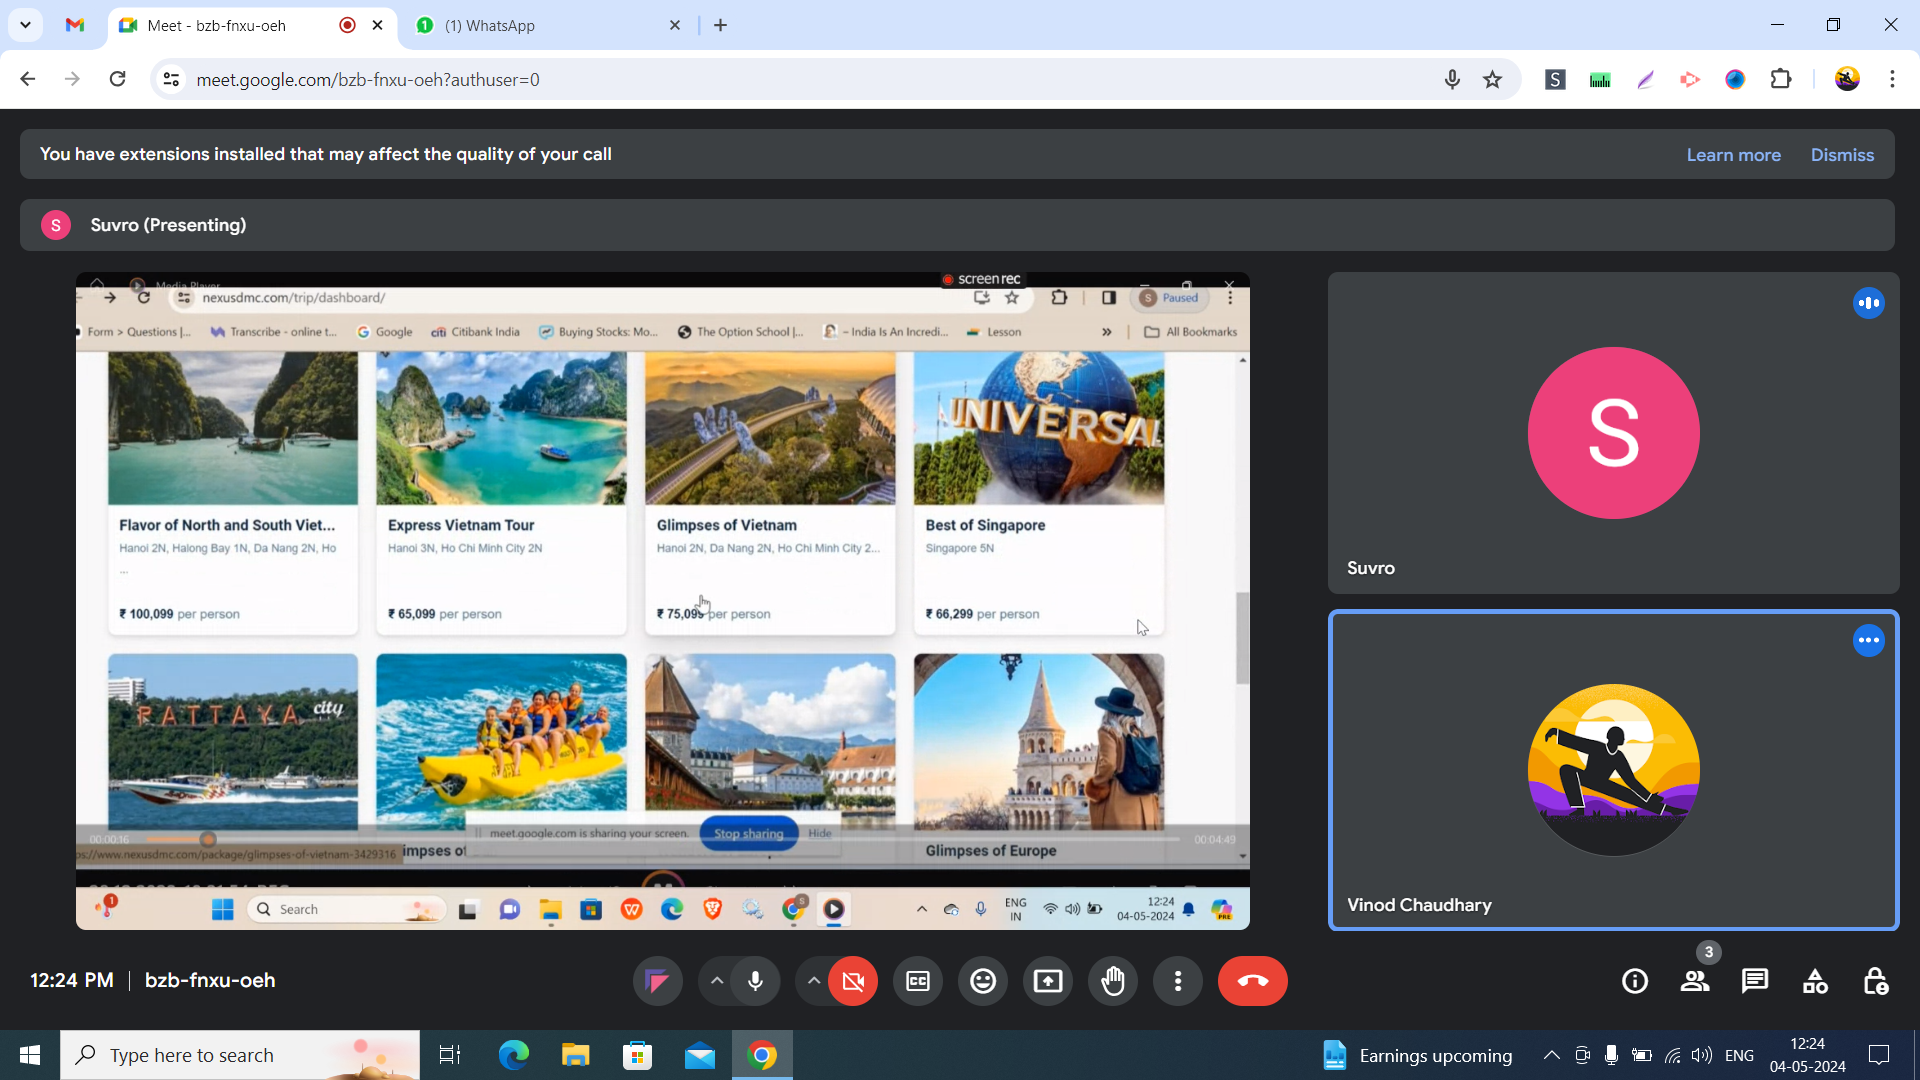 Meet - bzb-fnxu-oeh
1
(1) WhatsApp
meet.google.com/bzb-fnxu-oeh?authuser=0
S
You have extensions installed that may affect the quality of your call
Learn more
Dismiss
S
Suvro (Presenting)
Media Player
screenrec
nexusdmc.com/trip/dashboard/
S
Paused
Form > Questions |...
Transcribe - online t...
G
Google
citi
Citibank India
Buying Stocks: Mo...
The Option School |...
– India Is An Incredi...
Lesson
»
All Bookmarks
UNIVERSAL
Flavor of North and South Viet...
Hanoi 2N, Halong Bay 1N, Da Nang 2N, Ho
...
₹ 100,099 per person
Express Vietnam Tour
Hanoi 3N, Ho Chi Minh City 2N
₹ 65,099 per person
Glimpses of Vietnam
Hanoi 2N, Da Nang 2N, Ho Chi Minh City 2...
₹ 75,099 per person
Best of Singapore
Singapore 5N
₹ 66,299 per person
PATTAYA city
00:00:16
meet.google.com is sharing your screen.
Stop sharing
Hide
00:04:49
ps://www.nexusdmc.com/package/glimpses-of-vietnam-3429316
impses of
Glimpses of Europe
1
Search
S
ENG
IN
12:24
04-05-2024
PRE
S
Suvro
Vinod Chaudhary
12:24 PM
bzb-fnxu-oeh
3
Type here to search
Earnings upcoming
ENG
12:24
04-05-2024